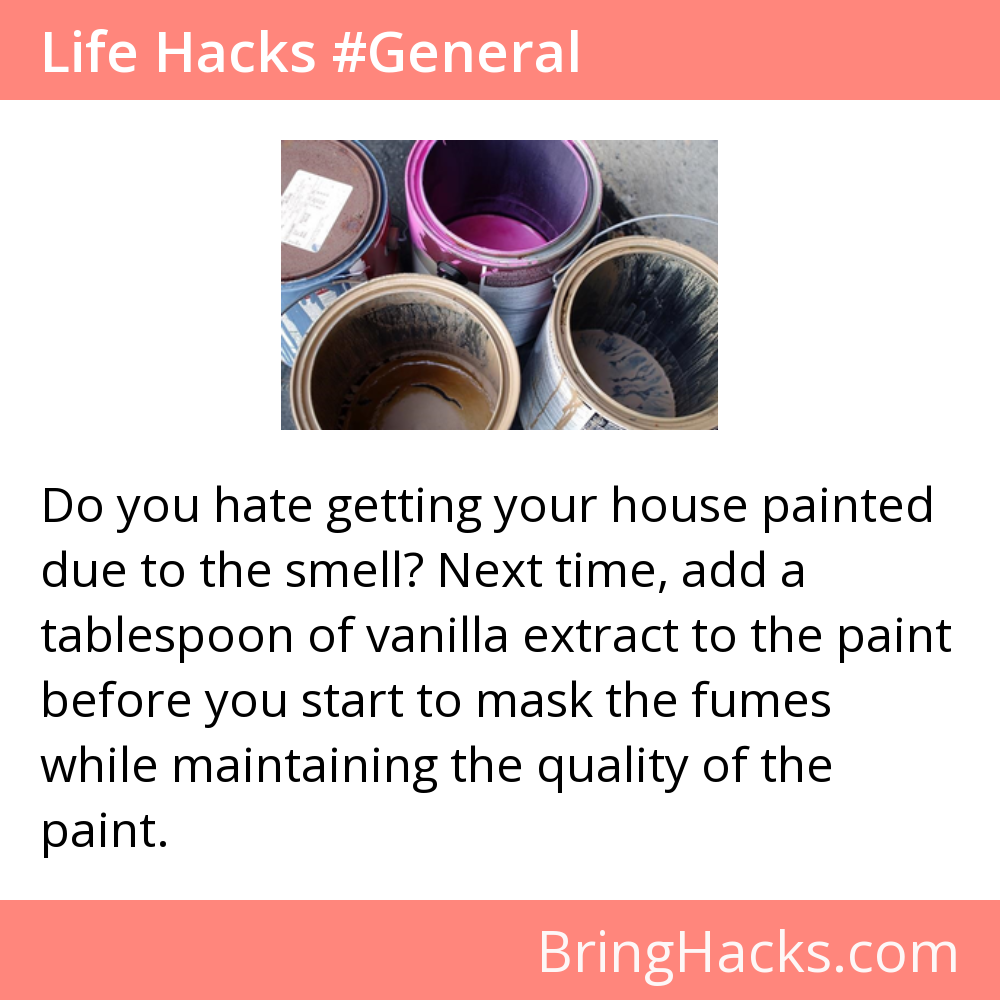 Life Hacks #General
Do you hate getting your house painted
due to the smell? Next time, add a
tablespoon of vanilla extract to the paint
before you start to mask the fumes
while maintaining the quality of the
paint.
BringHacks.com